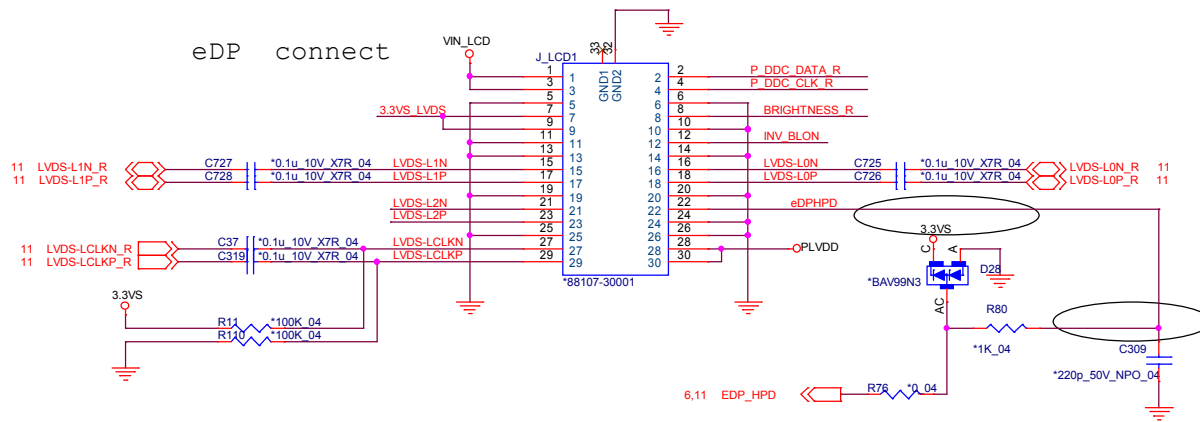 eDP connect
VIN_LCD
J_LCD1
33
32
GND1
GND2
1 1 2 2 P_DDC_DATA_R
3 3 4 4 P_DDC_CLK_R
5 5 6 6
3.3VS_LVDS 7 7 8 8 BRIGHTNESS_R
9 9 10 10
11 11 12 12 INV_BLON
13 13 14 14
11 LVDS-L1N_R C727 *0.1u_10V_X7R_04 LVDS-L1N 15 15 16 16 LVDS-L0N C725 *0.1u_10V_X7R_04 LVDS-L0N_R 11
11 LVDS-L1P_R C728 *0.1u_10V_X7R_04 LVDS-L1P 17 17 18 18 LVDS-L0P C726 *0.1u_10V_X7R_04 LVDS-L0P_R 11
19 19 20 20
LVDS-L2N 21 21 22 22 eDPHPD
LVDS-L2P 23 23 24 24
25 25 26 26
11 LVDS-LCLKN_R C37 *0.1u_10V_X7R_04 LVDS-LCLKN 27 27 28 28 PLVDD
11 LVDS-LCLKP_R C319 *0.1u_10V_X7R_04 LVDS-LCLKP 29 29 30 30
*88107-30001
3.3VS
C A
D28
*BAV99N3
AC
3.3VS
R11 *100K_04
R110 *100K_04
R80
*1K_04
C309
*220p_50V_NPO_04
6,11 EDP_HPD R76 *0_04